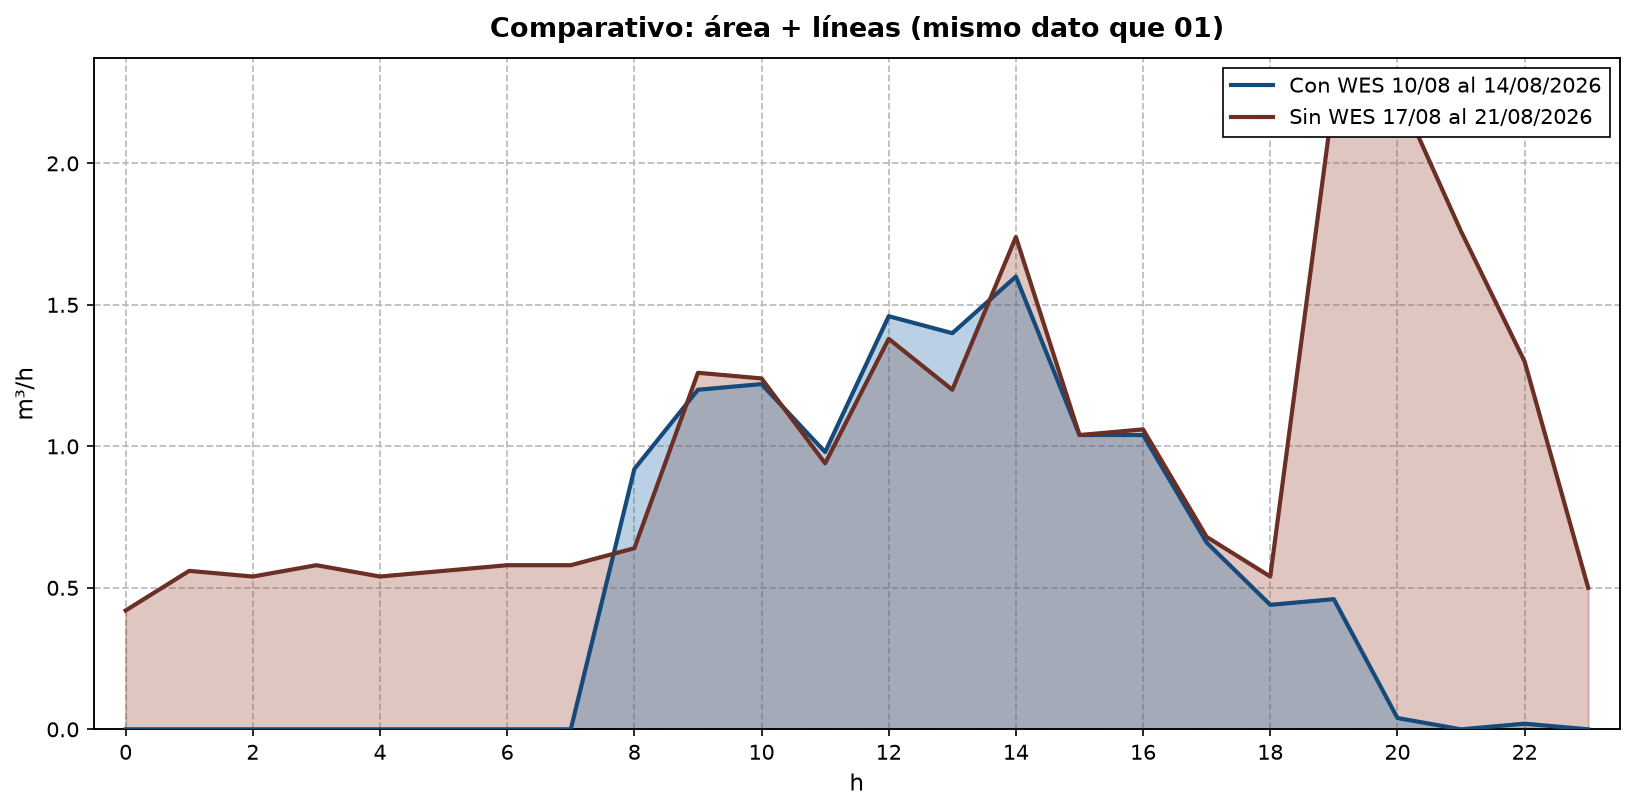 Comparativo: área + líneas (mismo dato que 01)
Con WES 10/08 al 14/08/2026
Sin WES 17/08 al 21/08/2026
2.0
1.5
1.0
0.5
0.0
m³/h
0 2 4 6 8 10 12 14 16 18 20 22
h